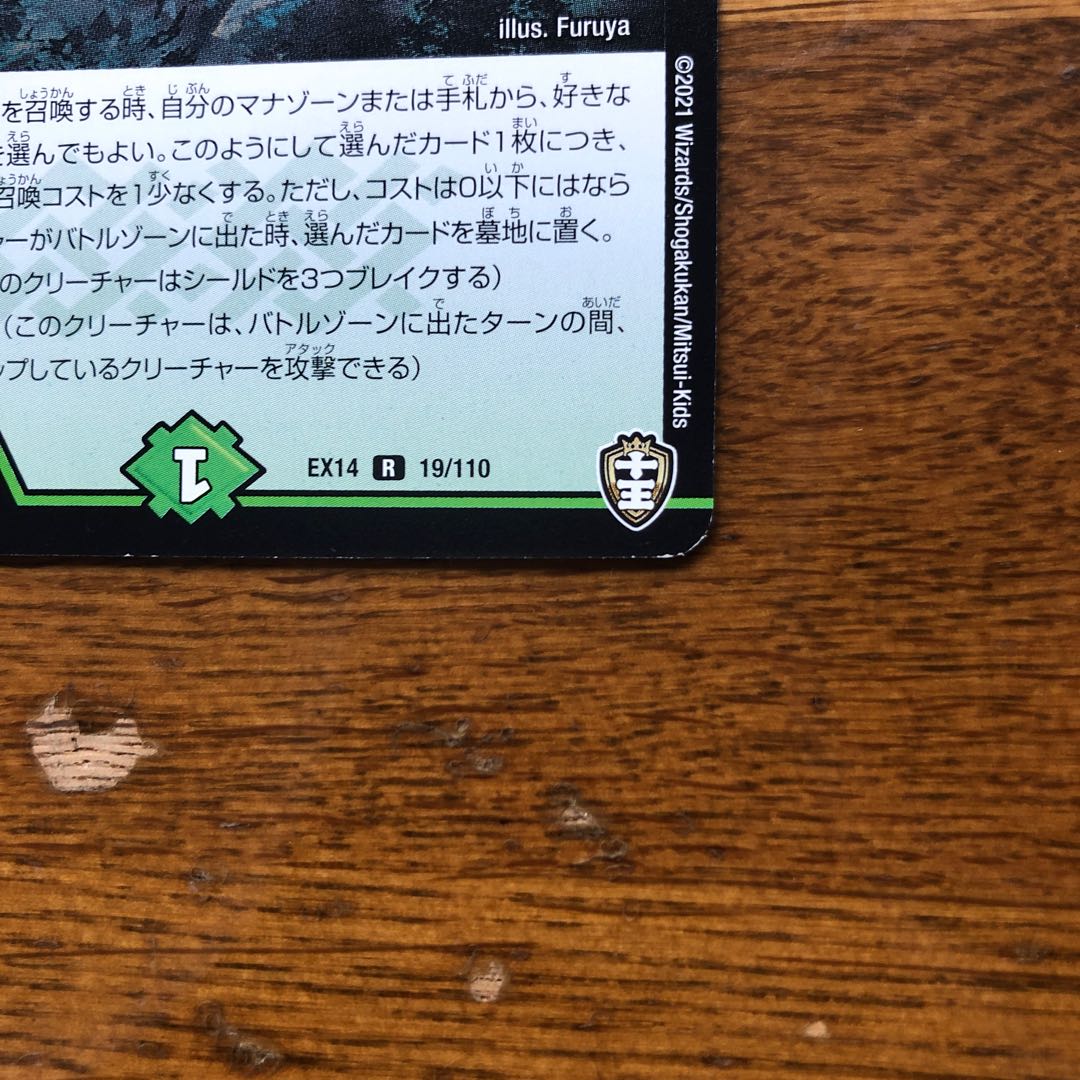 illus. Furuya
を召喚する時、自分のマナゾーンまたは手札から、好きな
を選んでもよい。このようにして選んだカード1枚につき、
召喚コストを1少なくする。ただし、コストは0以下にはなら
ャーがバトルゾーンに出た時、選んだカードを墓地に置く。
のクリーチャーはシールドを3つブレイクする)
(このクリーチャーは、バトルゾーンに出たターンの間、
ップしているクリーチャーを攻撃できる)
1
EX14 R 19/110
十王
©2021 Wizards/Shogakukan/Mitsui-Kids